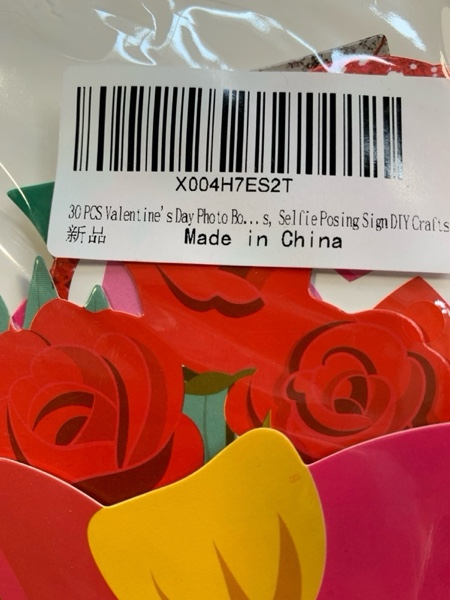 X004H7ES2T
30 PCS Valentine's Day Photo Bo...s, Selfie Posing Sign DIY Crafts
新品
Made in China